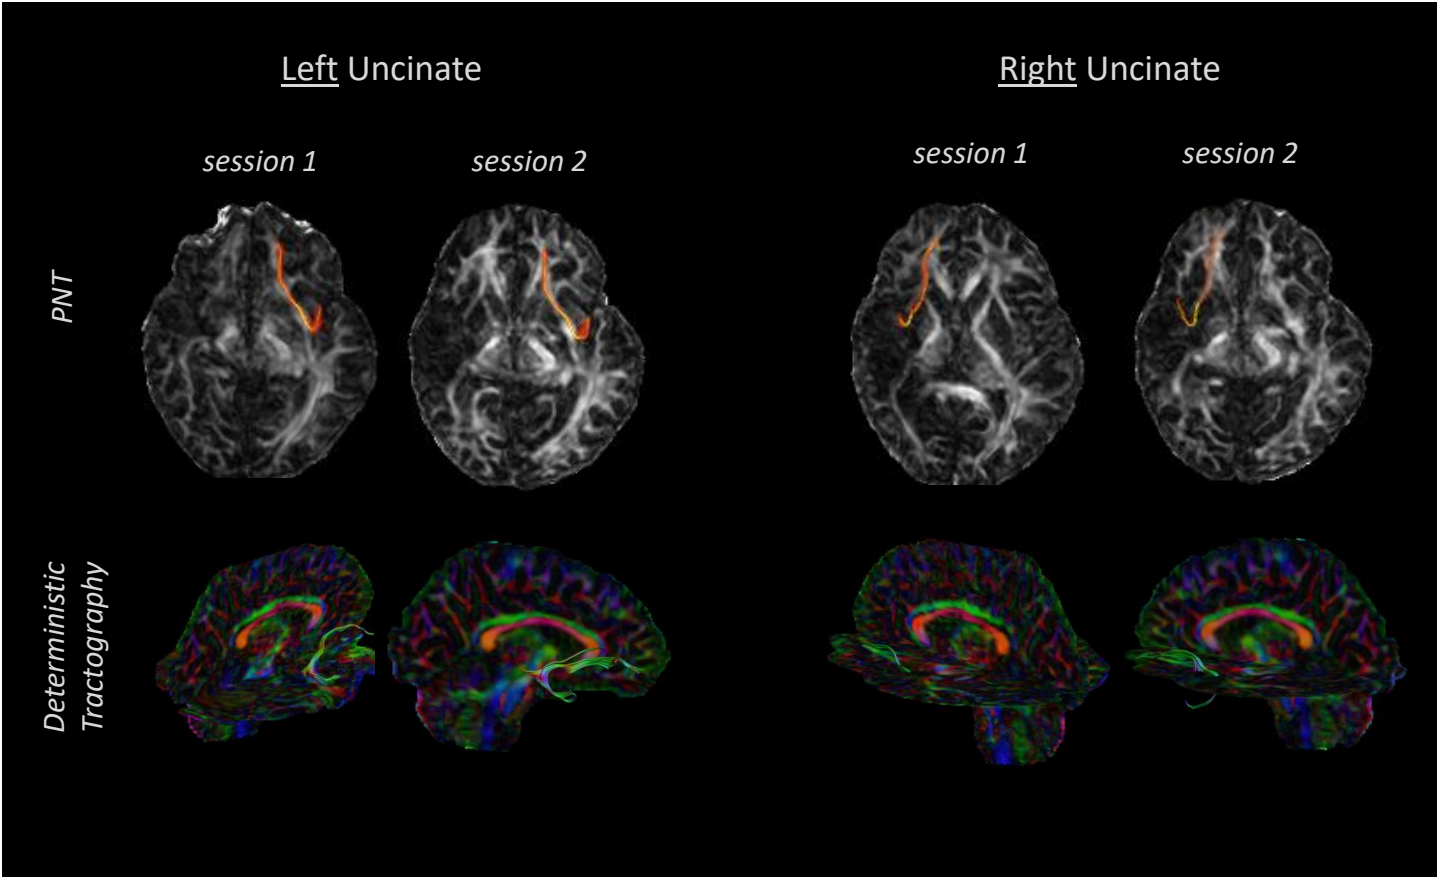 Left Uncinate
Right Uncinate
session 1
session 2
session 1
session 2
PNT
Deterministic
Tractography